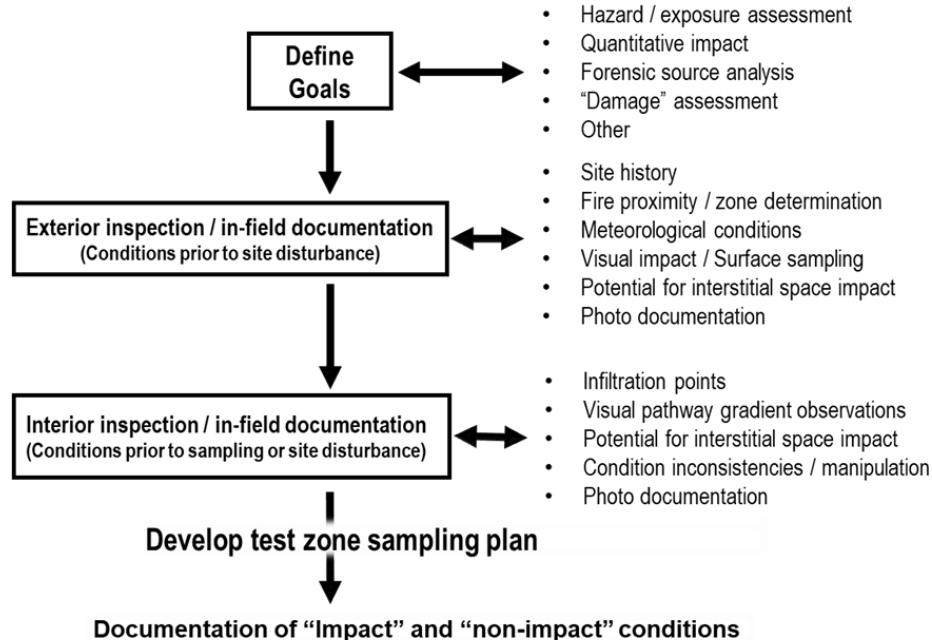 Define
Goals
• Hazard / exposure assessment
• Quantitative impact
• Forensic source analysis
• “Damage” assessment
• Other
Exterior inspection / in-field documentation
(Conditions prior to site disturbance)
• Site history
• Fire proximity / zone determination
• Meteorological conditions
• Visual impact / Surface sampling
• Potential for interstitial space impact
• Photo documentation
Interior inspection / in-field documentation
(Conditions prior to sampling or site disturbance)
• Infiltration points
• Visual pathway gradient observations
• Potential for interstitial space impact
• Condition inconsistencies / manipulation
• Photo documentation
Develop test zone sampling plan
Documentation of “Impact” and “non-impact” conditions